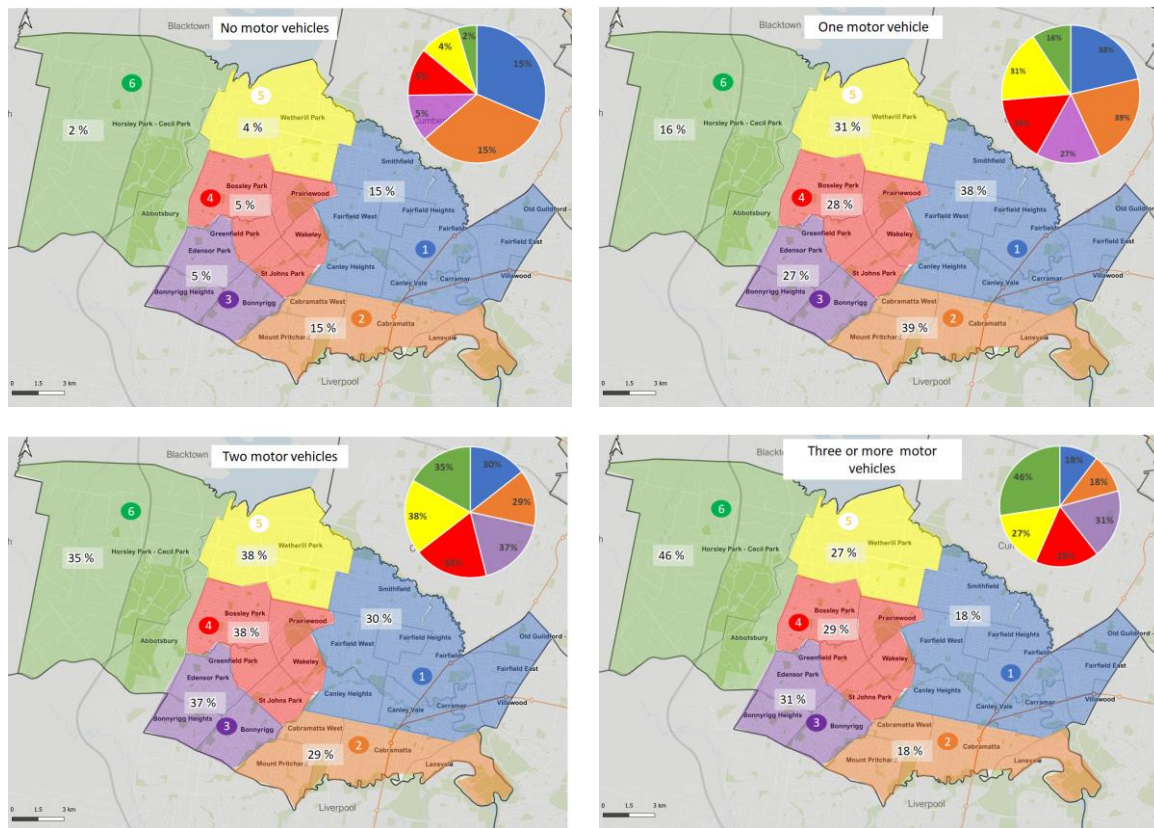 Blacktown
No motor vehicles
2%
15%
4%
5%
5%
15%
6
5
2 %
Horsley Park - Cecil Park
4 %
Wetherill Park
Smithfield
4
Bossley Park
5 %
Prairiewood
15 %
Abbotsbury
Fairfield West
Fairfield Heights
Old Guildford -
Greenfield Park
Wakeley
Fairfield
Fairfield East
Edensor Park
1
5 %
St Johns Park
Canley Heights
Villawood
Bonnyrigg Heights
3
Bonnyrigg
Canley Vale
Carramar
Cabramatta West
2
15 %
Cabramatta
Mount Pritchard
Lansvale
0 1.5 3 km
Liverpool
Blacktown
One motor vehicle
16%
38%
31%
39%
27%
6
5
16 %
Horsley Park - Cecil Park
31 %
Wetherill Park
Smithfield
4
Bossley Park
28 %
Prairiewood
38 %
Abbotsbury
Fairfield West
Fairfield Heights
Old Guildford -
Greenfield Park
Wakeley
Fairfield
Fairfield East
Edensor Park
1
27 %
St Johns Park
Canley Heights
Villawood
Bonnyrigg Heights
3
Bonnyrigg
Canley Vale
Carramar
Cabramatta West
2
39 %
Cabramatta
Mount Pritchard
Lansvale
0 1.5 3 km
Liverpool
Blacktown
Two motor vehicles
35%
30%
38%
29%
38%
37%
6
5
35 %
Horsley Park - Cecil Park
38 %
Wetherill Park
Smithfield
4
Bossley Park
38 %
Prairiewood
30 %
Abbotsbury
Fairfield West
Fairfield Heights
Old Guildford -
Greenfield Park
Wakeley
Fairfield
Fairfield East
Edensor Park
1
37 %
St Johns Park
Canley Heights
Villawood
Bonnyrigg Heights
3
Bonnyrigg
Canley Vale
Carramar
Cabramatta West
2
29 %
Cabramatta
Mount Pritchard
Lansvale
0 1.5 3 km
Liverpool
Blacktown
Three or more motor
vehicles
18%
46%
18%
31%
27%
6
5
46 %
Horsley Park - Cecil Park
27 %
Wetherill Park
Smithfield
4
Bossley Park
29 %
Prairiewood
18 %
Abbotsbury
Fairfield West
Fairfield Heights
Old Guildford -
Greenfield Park
Wakeley
Fairfield
Fairfield East
Edensor Park
1
31 %
St Johns Park
Canley Heights
Villawood
Bonnyrigg Heights
3
Bonnyrigg
Canley Vale
Carramar
Cabramatta West
2
18 %
Cabramatta
Mount Pritchard
Lansvale
0 1.5 3 km
Liverpool